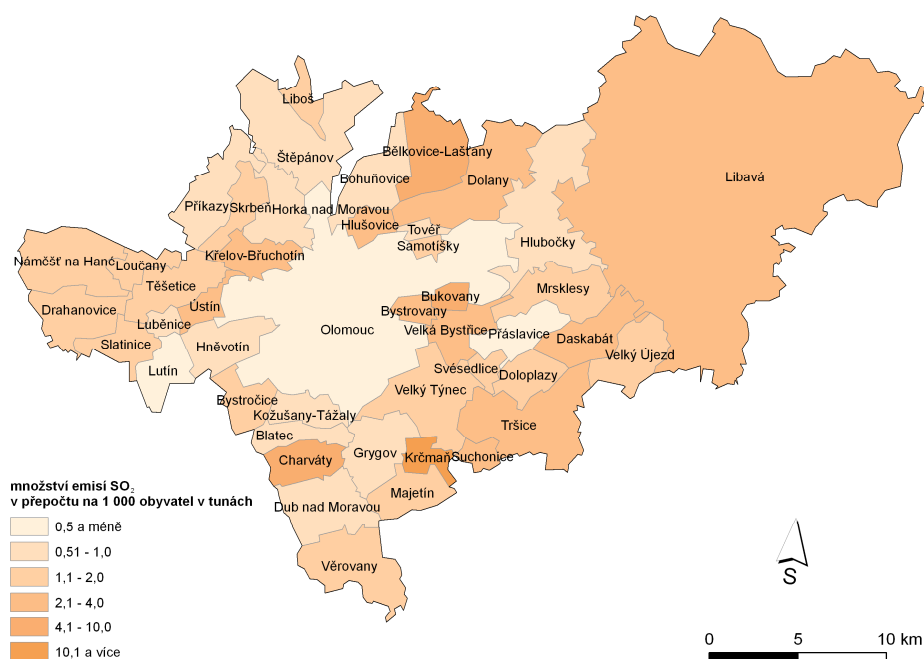 Liboš
Štěpánov
Bělkovice-Lašťany
Bohuňovice
Dolany
Libavá
Příkazy
Skrbeň
Horka nad Moravou
Hlušovice
Tovéř
Samotíšky
Hlubočky
Křelov-Břuchotín
Náměšť na Hané
Loučany
Těšetice
Mrsklesy
Bukovany
Drahanovice
Ústín
Bystrovany
Luběnice
Olomouc
Velká Bystřice
Přáslavice
Daskabát
Slatinice
Hněvotín
Velký Újezd
Lutín
Svésedlice
Doloplazy
Velký Týnec
Bystročice
Kožušany-Tážaly
Tršice
Blatec
Charváty
Grygov
Krčmaň
Suchonice
Majetín
Dub nad Moravou
Věrovany
množství emisí SO₂
v přepočtu na 1 000 obyvatel v tunách
0,5 a méně
0,51 - 1,0
1,1 - 2,0
2,1 - 4,0
4,1 - 10,0
10,1 a více
S
0 5 10 km